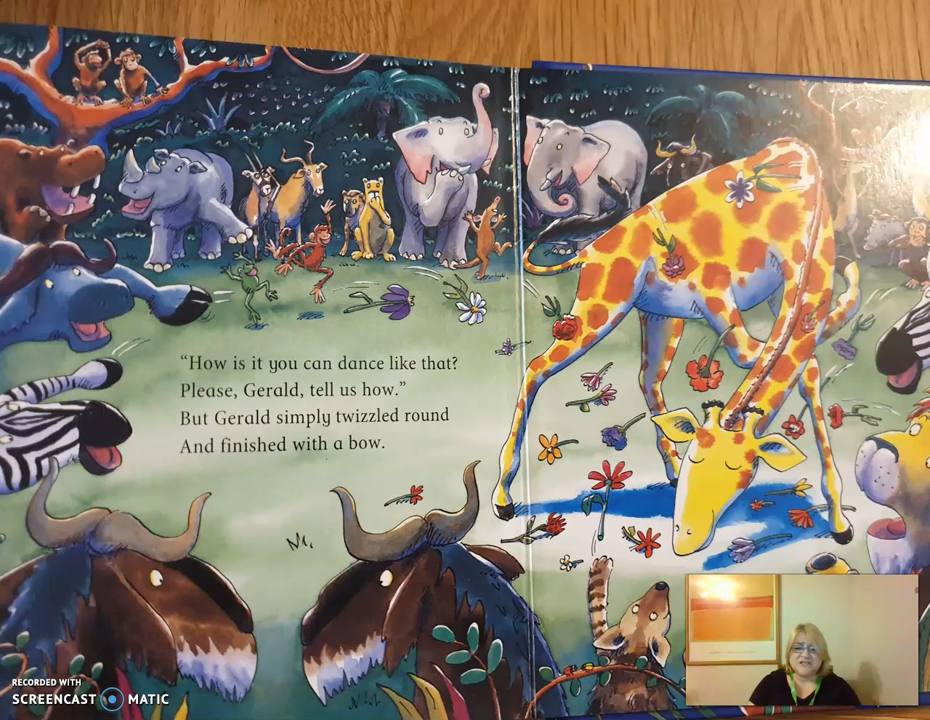 “How is it you can dance like that?
Please, Gerald, tell us how.”
But Gerald simply twizzled round
And finished with a bow.
RECORDED WITH
SCREENCAST MATIC